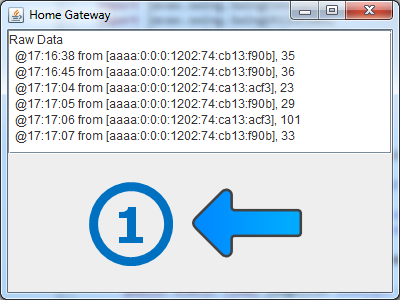 Home Gateway
Raw Data
@17:16:38 from [aaaa:0:0:0:1202:74:cb13:f90b], 35
@17:16:45 from [aaaa:0:0:0:1202:74:cb13:f90b], 36
@17:17:04 from [aaaa:0:0:0:1202:74:ca13:acf3], 23
@17:17:05 from [aaaa:0:0:0:1202:74:cb13:f90b], 29
@17:17:06 from [aaaa:0:0:0:1202:74:ca13:acf3], 101
@17:17:07 from [aaaa:0:0:0:1202:74:cb13:f90b], 33
1